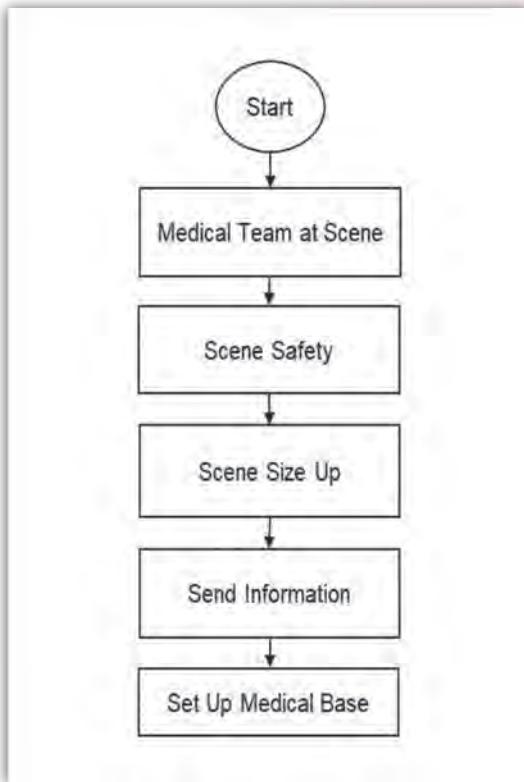 Start
Medical Team at Scene
Scene Safety
Scene Size Up
Send Information
Set Up Medical Base